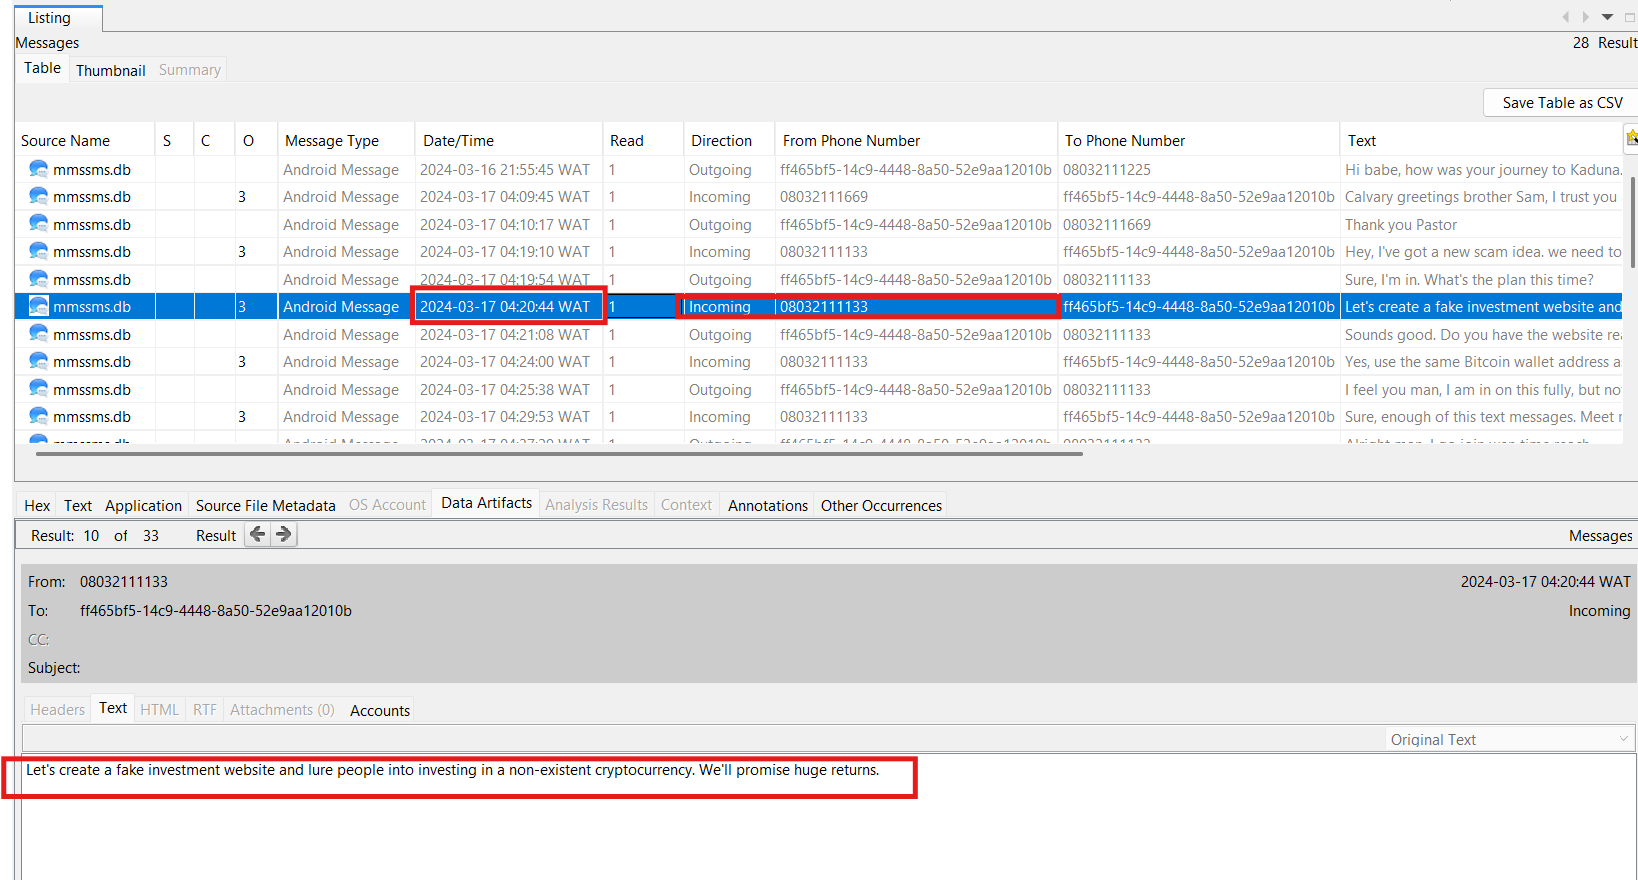 Listing
Messages 28 Result
Table Thumbnail Summary
Save Table as CSV
Source Name S C O Message Type Date/Time Read Direction From Phone Number To Phone Number Text
mmssms.db Android Message 2024-03-16 21:55:45 WAT 1 Outgoing ff465bf5-14c9-4448-8a50-52e9aa12010b 08032111225 Hi babe, how was your journey to Kaduna.
mmssms.db 3 Android Message 2024-03-17 04:09:45 WAT 1 Incoming 08032111669 ff465bf5-14c9-4448-8a50-52e9aa12010b Calvary greetings brother Sam, I trust you
mmssms.db Android Message 2024-03-17 04:10:17 WAT 1 Outgoing ff465bf5-14c9-4448-8a50-52e9aa12010b 08032111669 Thank you Pastor
mmssms.db 3 Android Message 2024-03-17 04:19:10 WAT 1 Incoming 08032111133 ff465bf5-14c9-4448-8a50-52e9aa12010b Hey, I've got a new scam idea. we need to
mmssms.db Android Message 2024-03-17 04:19:54 WAT 1 Outgoing ff465bf5-14c9-4448-8a50-52e9aa12010b 08032111133 Sure, I'm in. What's the plan this time?
mmssms.db 3 Android Message 2024-03-17 04:20:44 WAT 1 Incoming 08032111133 ff465bf5-14c9-4448-8a50-52e9aa12010b Let's create a fake investment website and
mmssms.db Android Message 2024-03-17 04:21:08 WAT 1 Outgoing ff465bf5-14c9-4448-8a50-52e9aa12010b 08032111133 Sounds good. Do you have the website rea
mmssms.db 3 Android Message 2024-03-17 04:24:00 WAT 1 Incoming 08032111133 ff465bf5-14c9-4448-8a50-52e9aa12010b Yes, use the same Bitcoin wallet address a
mmssms.db Android Message 2024-03-17 04:25:38 WAT 1 Outgoing ff465bf5-14c9-4448-8a50-52e9aa12010b 08032111133 I feel you man, I am in on this fully, but no
mmssms.db 3 Android Message 2024-03-17 04:29:53 WAT 1 Incoming 08032111133 ff465bf5-14c9-4448-8a50-52e9aa12010b Sure, enough of this text messages. Meet
mmssms.db Android Message Outgoing ff465bf5-14c9-4448-8a50-52e9aa12010b
Hex Text Application Source File Metadata OS Account Data Artifacts Analysis Results Context Annotations Other Occurrences
Result: 10 of 33 Result Messages
From: 08032111133 2024-03-17 04:20:44 WAT
To: ff465bf5-14c9-4448-8a50-52e9aa12010b Incoming
CC:
Subject:
Headers Text HTML RTF Attachments (0) Accounts
Original Text
Let's create a fake investment website and lure people into investing in a non-existent cryptocurrency. We'll promise huge returns.